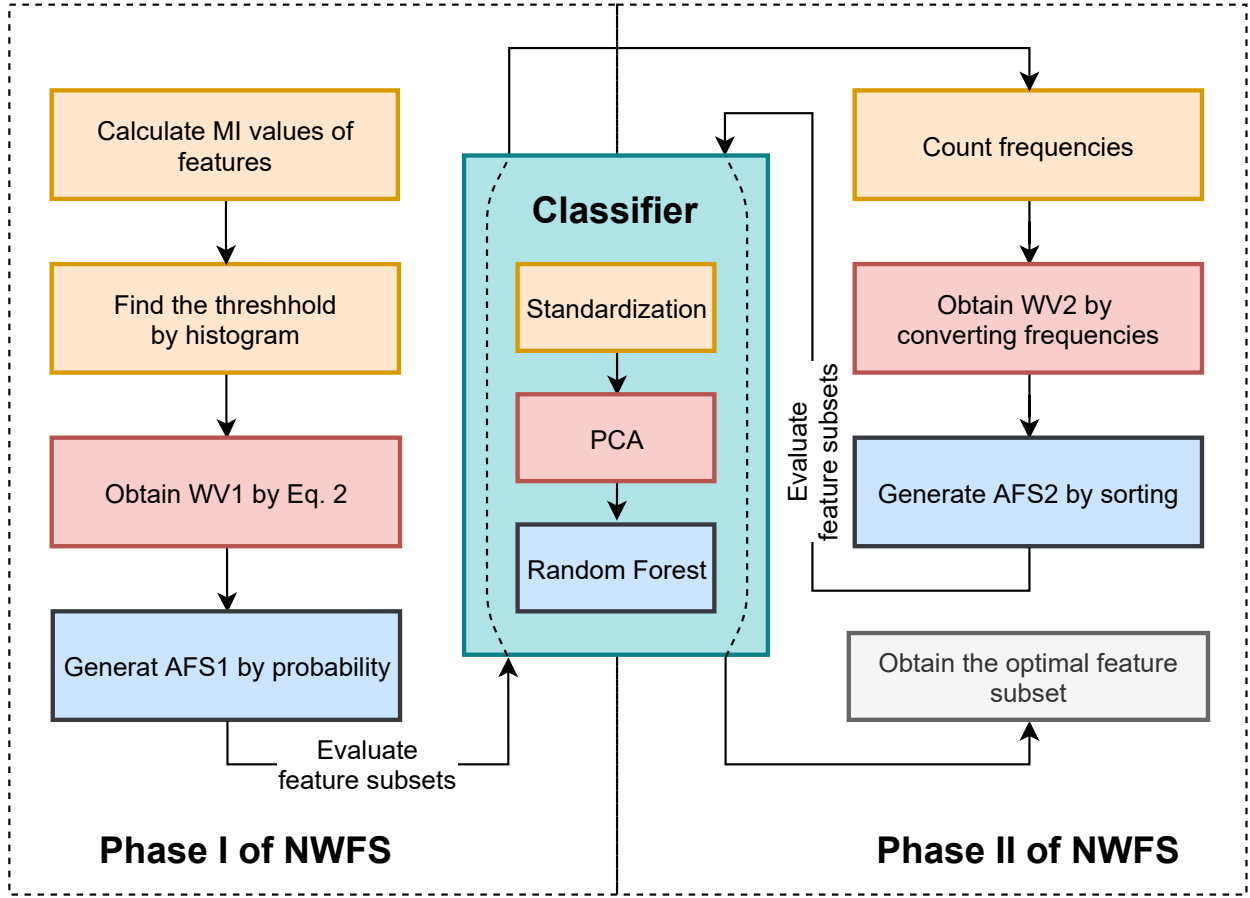 Calculate MI values of
features
Find the threshhold
by histogram
Obtain WV1 by Eq. 2
Generat AFS1 by probability
Evaluate
feature subsets
Phase I of NWFS
Classifier
Standardization
PCA
Random Forest
Count frequencies
Obtain WV2 by
converting frequencies
Generate AFS2 by sorting
Evaluate
feature subsets
Obtain the optimal feature
subset
Phase II of NWFS